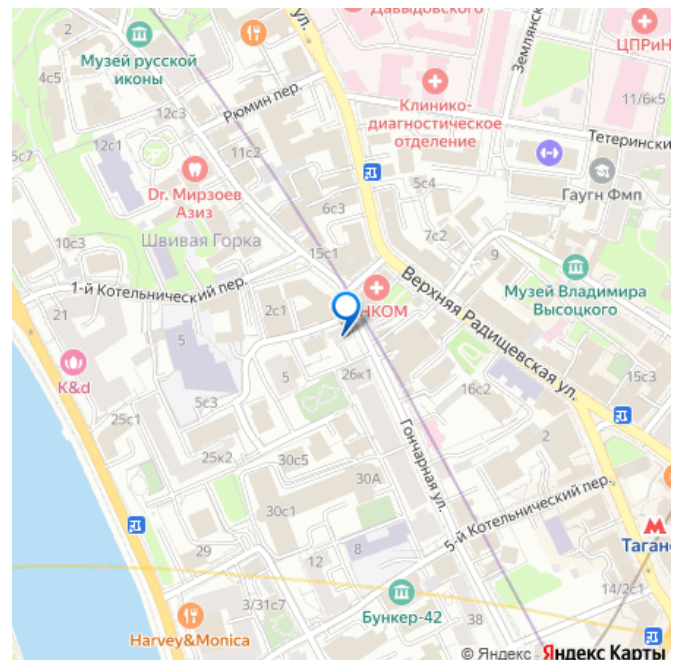 Давыдовского
2
Музей русской
иконы
ул.
Землянск
ЦПРиН
4с5
Клинико-
диагностическое
отделение
11/6к5
12с3
Рюмин пер.
Тетерински
5с7
12с1
11с2
Dr. Мирзоев
Азиз
5с4
Гаугн Фмп
6с3
Швивая Горка
7с2
10с3
15с1
9
Верхняя Радищевская ул.
1-й Котельнический пер.
НКОМ
Музей Владимира
Высоцкого
21
2с1
5
K&d
5
26к1
15с3
5с3
16с2
25с1
Гончарная ул.
2
25к2
30с5
30А
5-й Котельнический пер.
30с1
Таган
29
12
8
14/2с1
3/31с7
Бункер-42
38
Harvey&Monica
© Яндекс Яндекс Карты